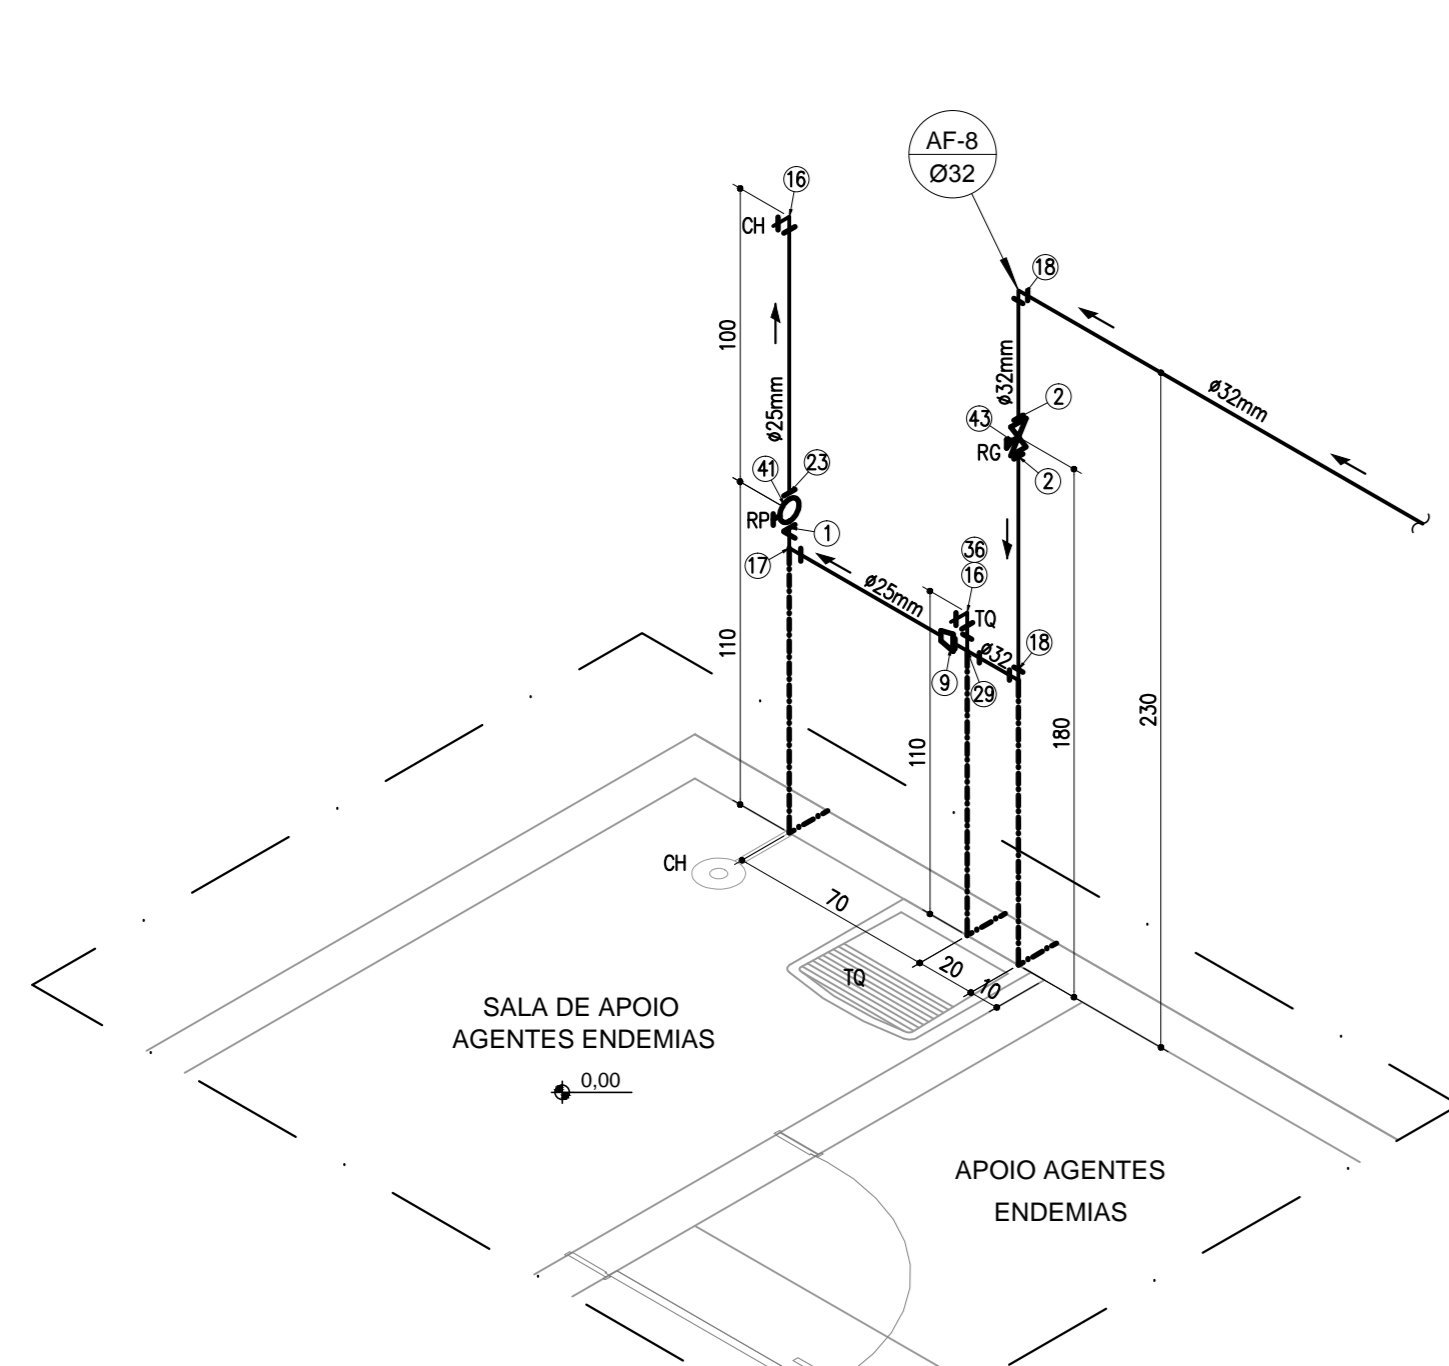 AF-8
Ø32
16
CH
18
100
ø25mm
ø32mm
ø32mm
2
43
RG
2
41
23
RP
1
17
36
16
ø25mm
TQ
ø32
18
9
29
110
110
180
230
CH
70
20
10
TQ
SALA DE APOIO
AGENTES ENDEMIAS
0,00
APOIO AGENTES
ENDEMIAS